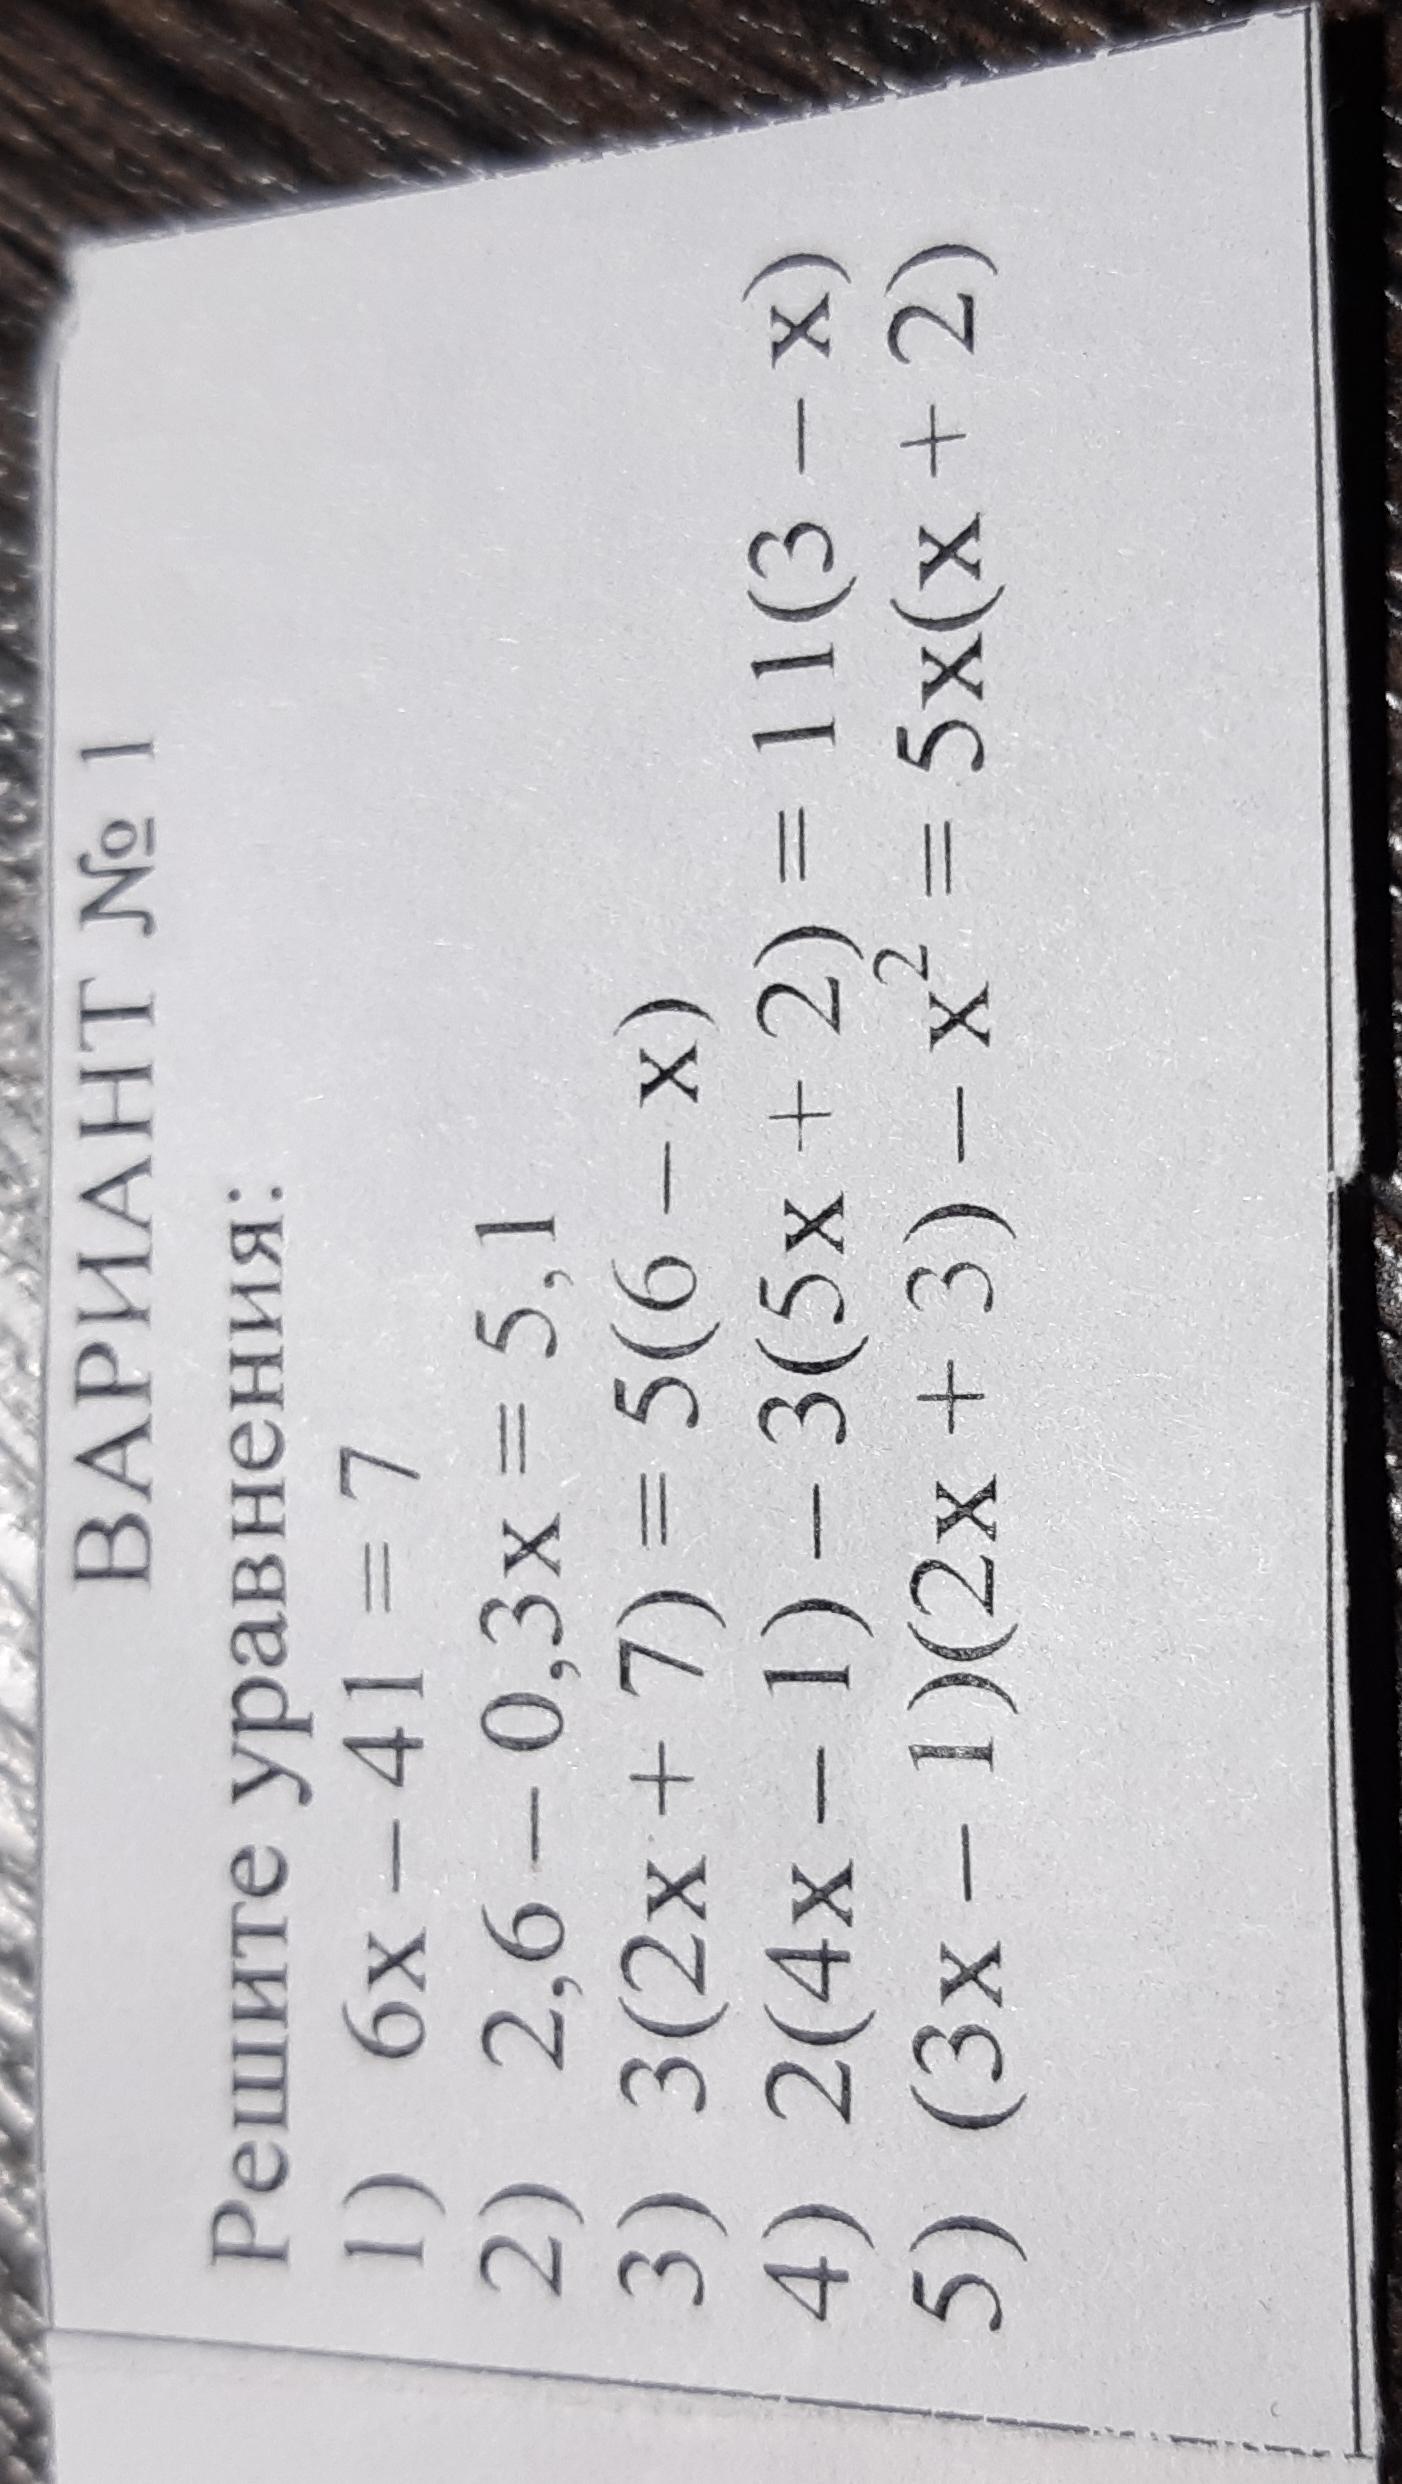 ВАРИАНТ № 1
Решите уравнения:
1) 6x – 41 = 7
2) 2,6 – 0,3x = 5,1
3) 3(2x + 7) = 5(6 – x)
4) 2(4x – 1) – 3(5x + 2) = 11(3 – x)
5) (3x – 1)(2x + 3) – x² = 5x(x + 2)